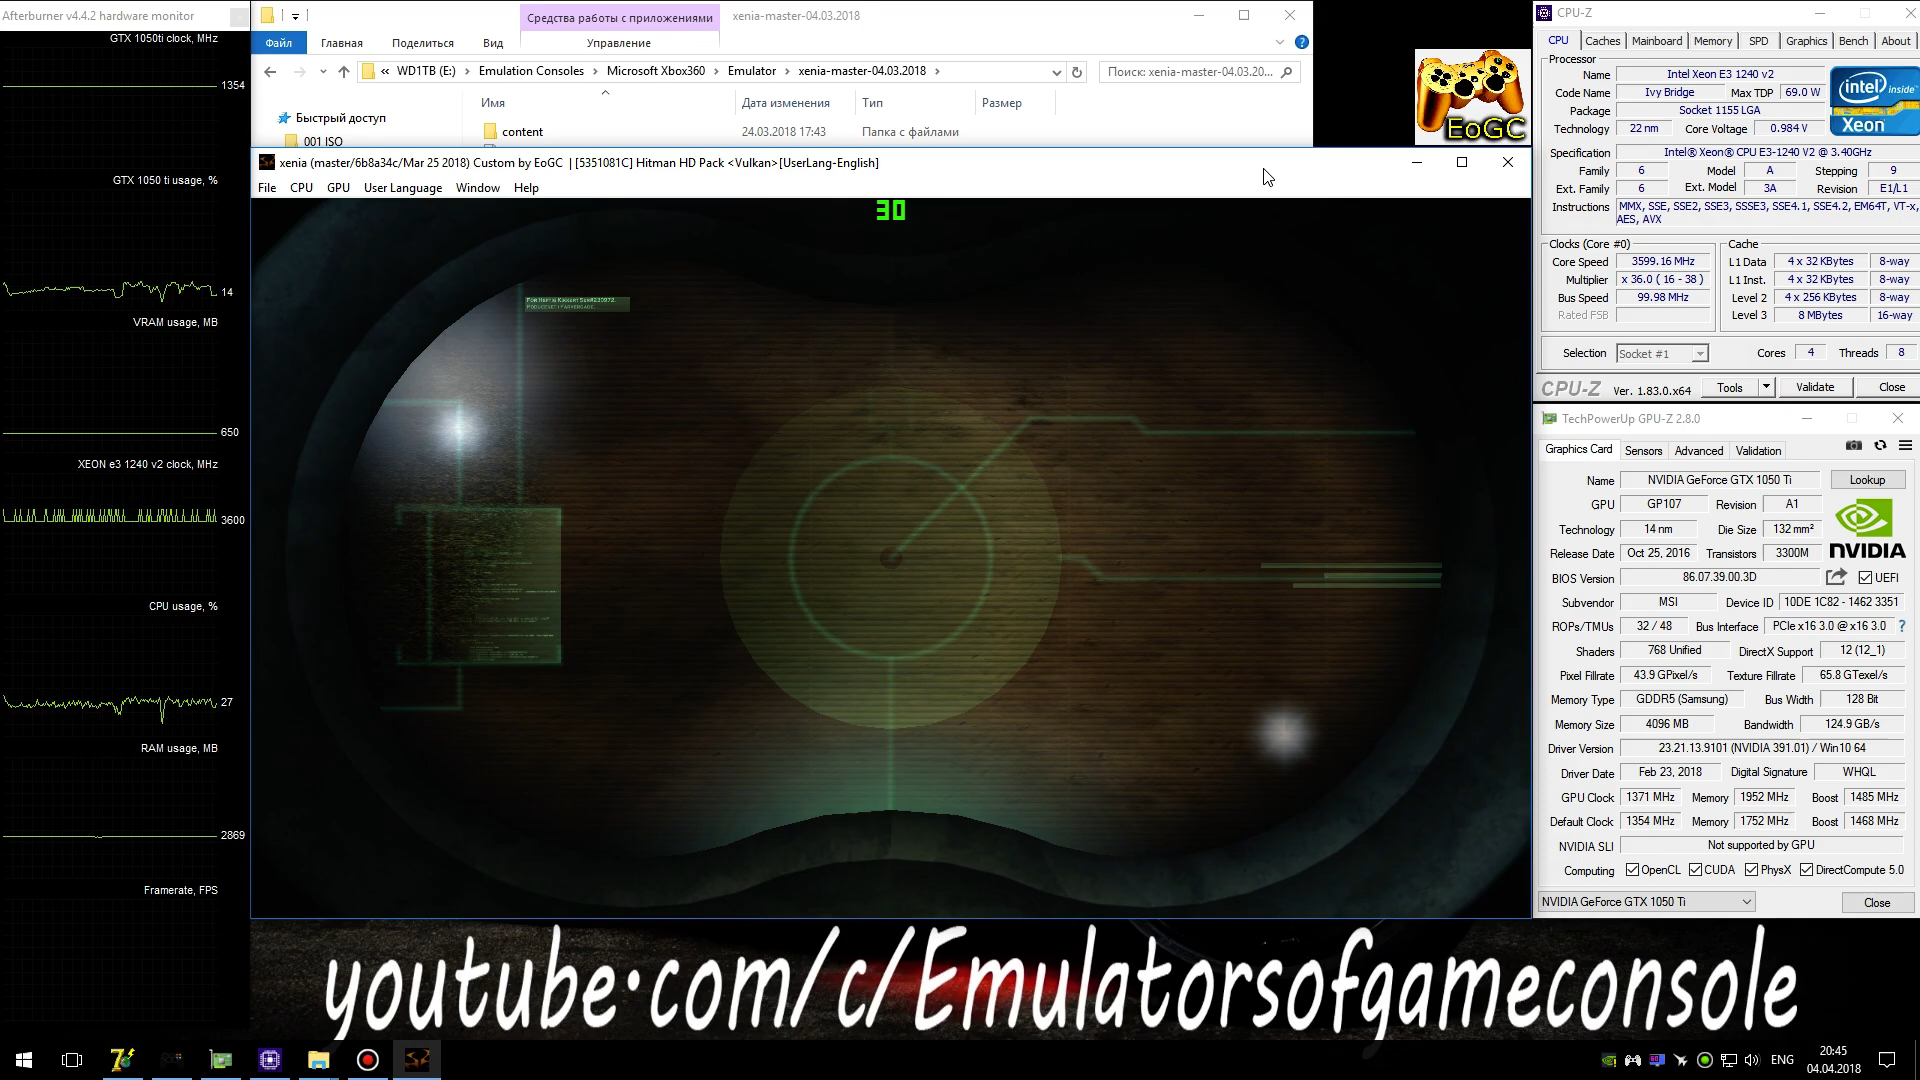 Afterburner v4.4.2 hardware monitor
GTX 1050ti clock, MHz
1354
GTX 1050 ti usage, %
14
VRAM usage, MB
650
XEON e3 1240 v2 clock, MHz
3600
CPU usage, %
27
RAM usage, MB
2869
Framerate, FPS
Средства работы с приложениями
xenia-master-04.03.2018
Файл
Главная
Поделиться
Вид
Управление
« WD1TB (E:) › Emulation Consoles › Microsoft Xbox360 › Emulator › xenia-master-04.03.2018 ›
Поиск: xenia-master-04.03.20...
Имя
Дата изменения
Тип
Размер
Быстрый доступ
001 ISO
content
24.03.2018 17:43
Папка с файлами
EoGC
xenia (master/6b8a34c/Mar 25 2018) Custom by EoGC | [5351081C] Hitman HD Pack <Vulkan>[UserLang-English]
File CPU GPU User Language Window Help
30
CPU-Z
CPU Caches Mainboard Memory SPD Graphics Bench About
Processor
Name Intel Xeon E3 1240 v2
Code Name Ivy Bridge Max TDP 69.0 W
Package Socket 1155 LGA
Technology 22 nm Core Voltage 0.984 V
intel inside Xeon
Specification Intel® Xeon® CPU E3-1240 V2 @ 3.40GHz
Family 6 Model A Stepping 9
Ext. Family 6 Ext. Model 3A Revision E1/L1
Instructions MMX, SSE, SSE2, SSE3, SSSE3, SSE4.1, SSE4.2, EM64T, VT-x,
AES, AVX
Clocks (Core #0)
Core Speed 3599.16 MHz
Multiplier x 36.0 ( 16 - 38 )
Bus Speed 99.98 MHz
Rated FSB
Cache
L1 Data 4 x 32 KBytes 8-way
L1 Inst. 4 x 32 KBytes 8-way
Level 2 4 x 256 KBytes 8-way
Level 3 8 MBytes 16-way
Selection Socket #1 Cores 4 Threads 8
CPU-Z Ver. 1.83.0.x64 Tools Validate Close
TechPowerUp GPU-Z 2.8.0
Graphics Card Sensors Advanced Validation
Name NVIDIA GeForce GTX 1050 Ti Lookup
GPU GP107 Revision A1
Technology 14 nm Die Size 132 mm²
Release Date Oct 25, 2016 Transistors 3300M
NVIDIA
BIOS Version 86.07.39.00.3D UEFI
Subvendor MSI Device ID 10DE 1C82 - 1462 3351
ROPs/TMUs 32 / 48 Bus Interface PCIe x16 3.0 @ x16 3.0 ?
Shaders 768 Unified DirectX Support 12 (12_1)
Pixel Fillrate 43.9 GPixel/s Texture Fillrate 65.8 GTexel/s
Memory Type GDDR5 (Samsung) Bus Width 128 Bit
Memory Size 4096 MB Bandwidth 124.9 GB/s
Driver Version 23.21.13.9101 (NVIDIA 391.01) / Win10 64
Driver Date Feb 23, 2018 Digital Signature WHQL
GPU Clock 1371 MHz Memory 1952 MHz Boost 1485 MHz
Default Clock 1354 MHz Memory 1752 MHz Boost 1468 MHz
NVIDIA SLI Not supported by GPU
Computing OpenCL CUDA PhysX DirectCompute 5.0
NVIDIA GeForce GTX 1050 Ti Close
youtube.com/c/Emulatorsofgameconsole
ENG
20:45
04.04.2018